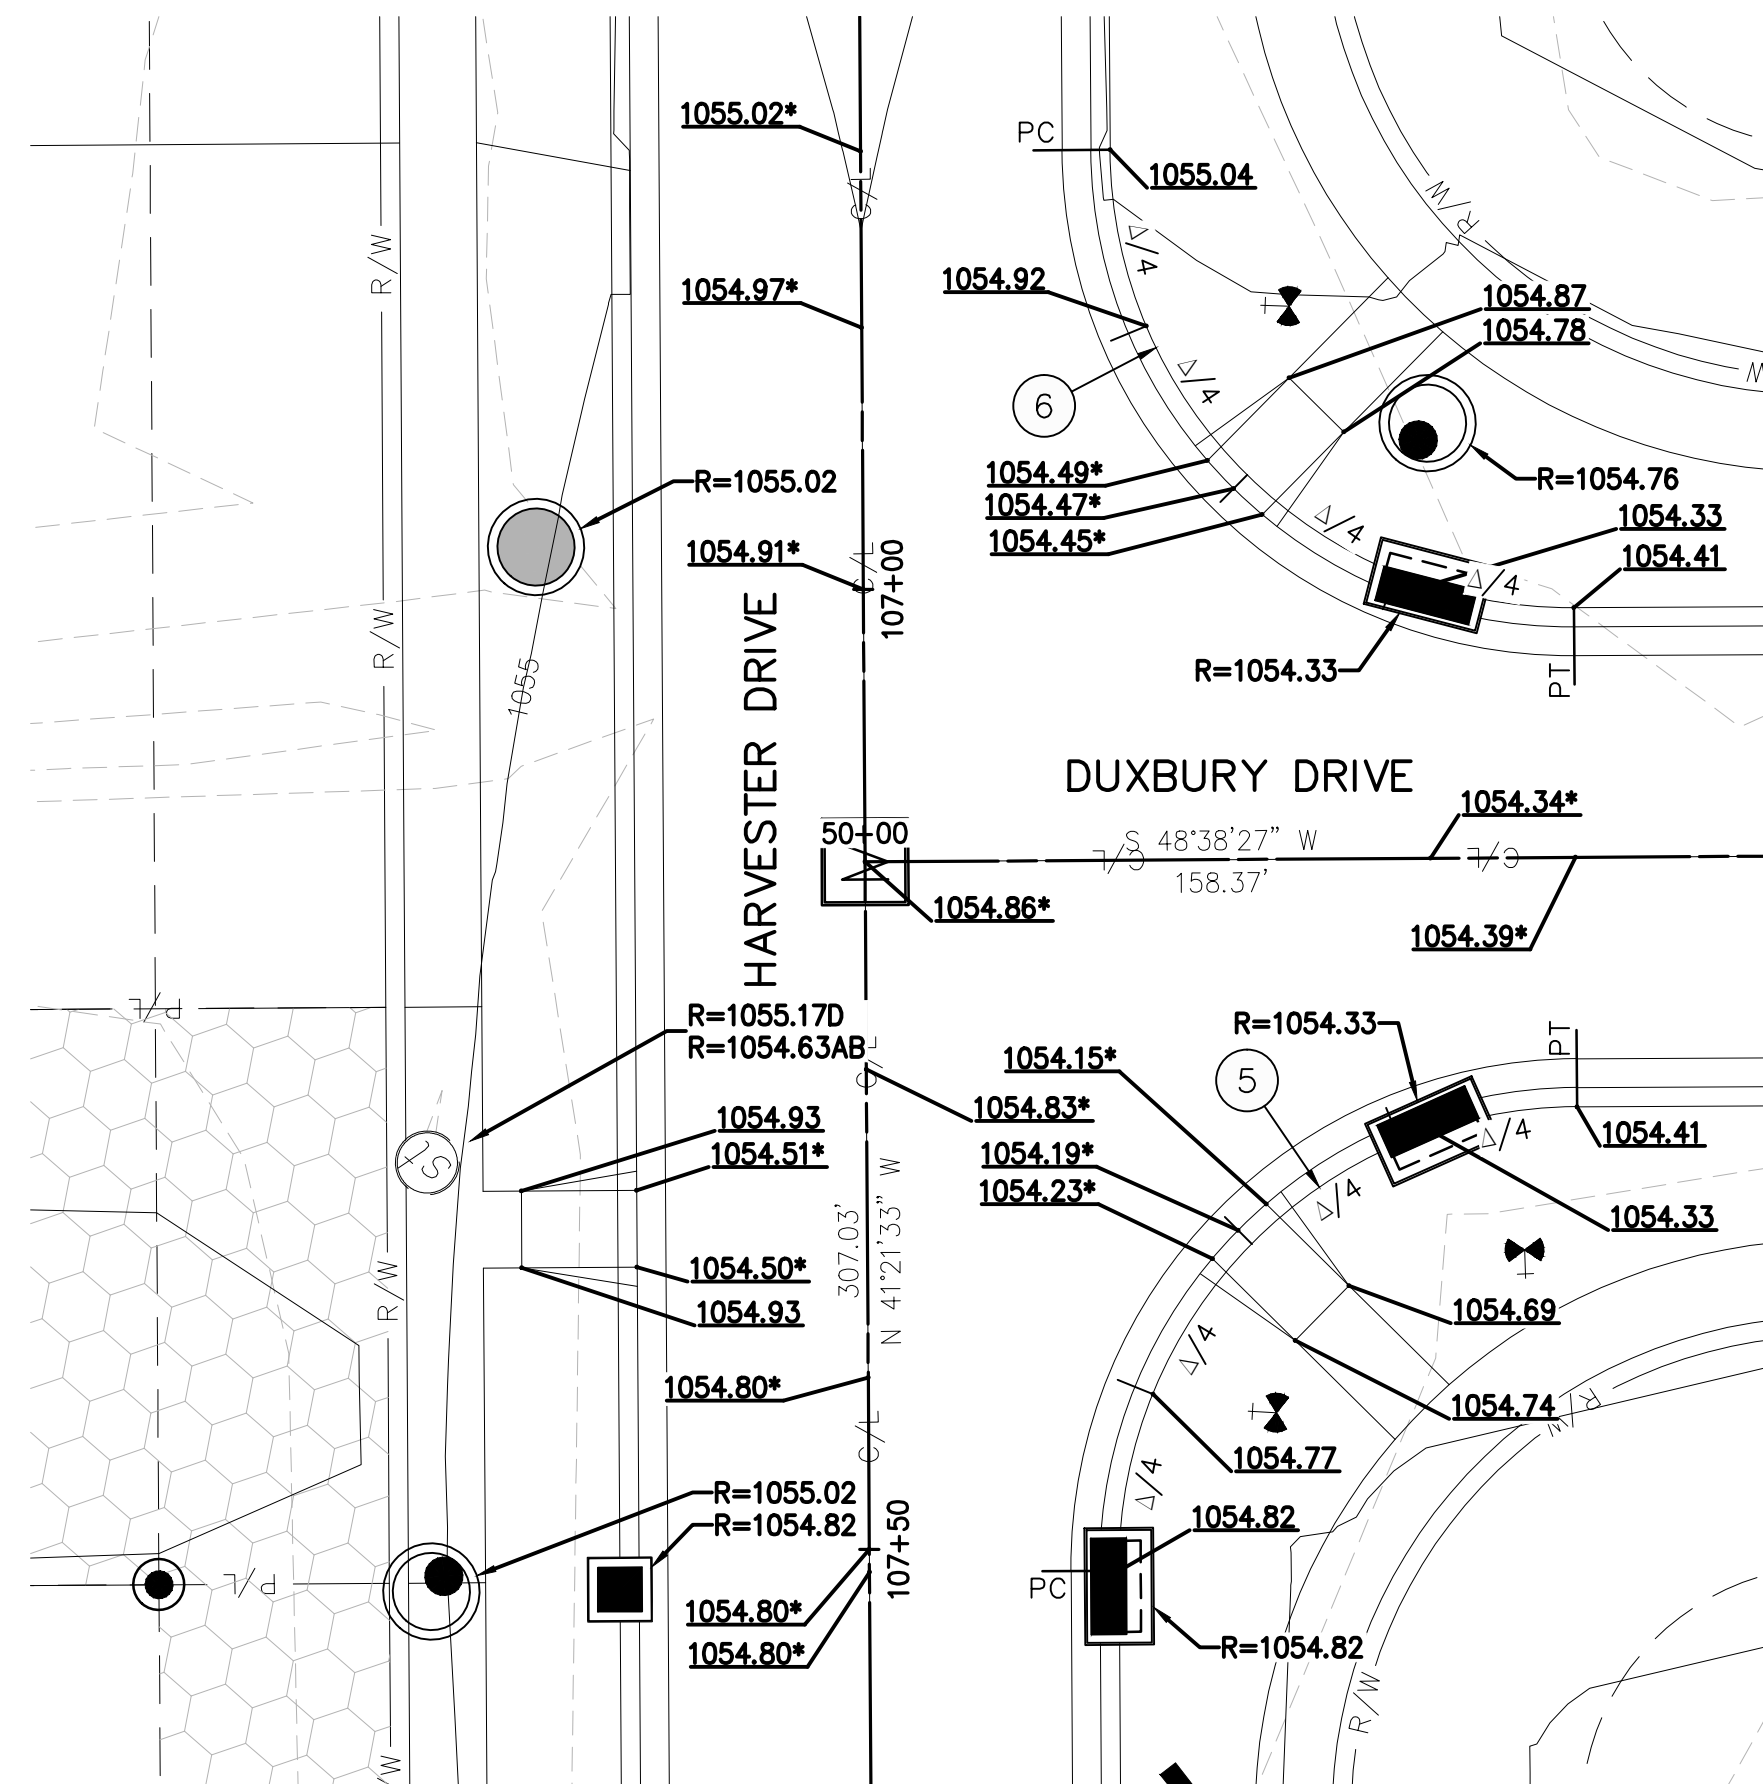 1055.02*
PC
1055.04
C/L
R/W
Δ/4
R/W
1054.97*
1054.92
1054.87
1054.78
Δ/4
6
R=1055.02
1054.49*
1054.47*
1054.45*
R=1054.76
Δ/4
1054.33
1054.41
Δ/4
1054.91*
C/L
107+00
R/W
1055
R=1054.33
PT
HARVESTER DRIVE
DUXBURY DRIVE
1054.34*
50+00
S 48°38'27" W
C/L
C/L
158.37'
1054.86*
1054.39*
P/L
R=1055.17D
R=1054.63AB
C/L
R=1054.33
PT
1054.15*
5
1054.83*
1054.93
1054.51*
1054.19*
1054.23*
Δ/4
1054.41
Δ/4
1054.33
ST
307.03'
N 41°21'33" W
R/W
1054.50*
1054.93
1054.69
Δ/4
1054.80*
1054.74
R/W
C/L
1054.77
Δ/4
R=1055.02
R=1054.82
1054.82
107+50
P/L
PC
1054.80*
1054.80*
R=1054.82
R/W
W